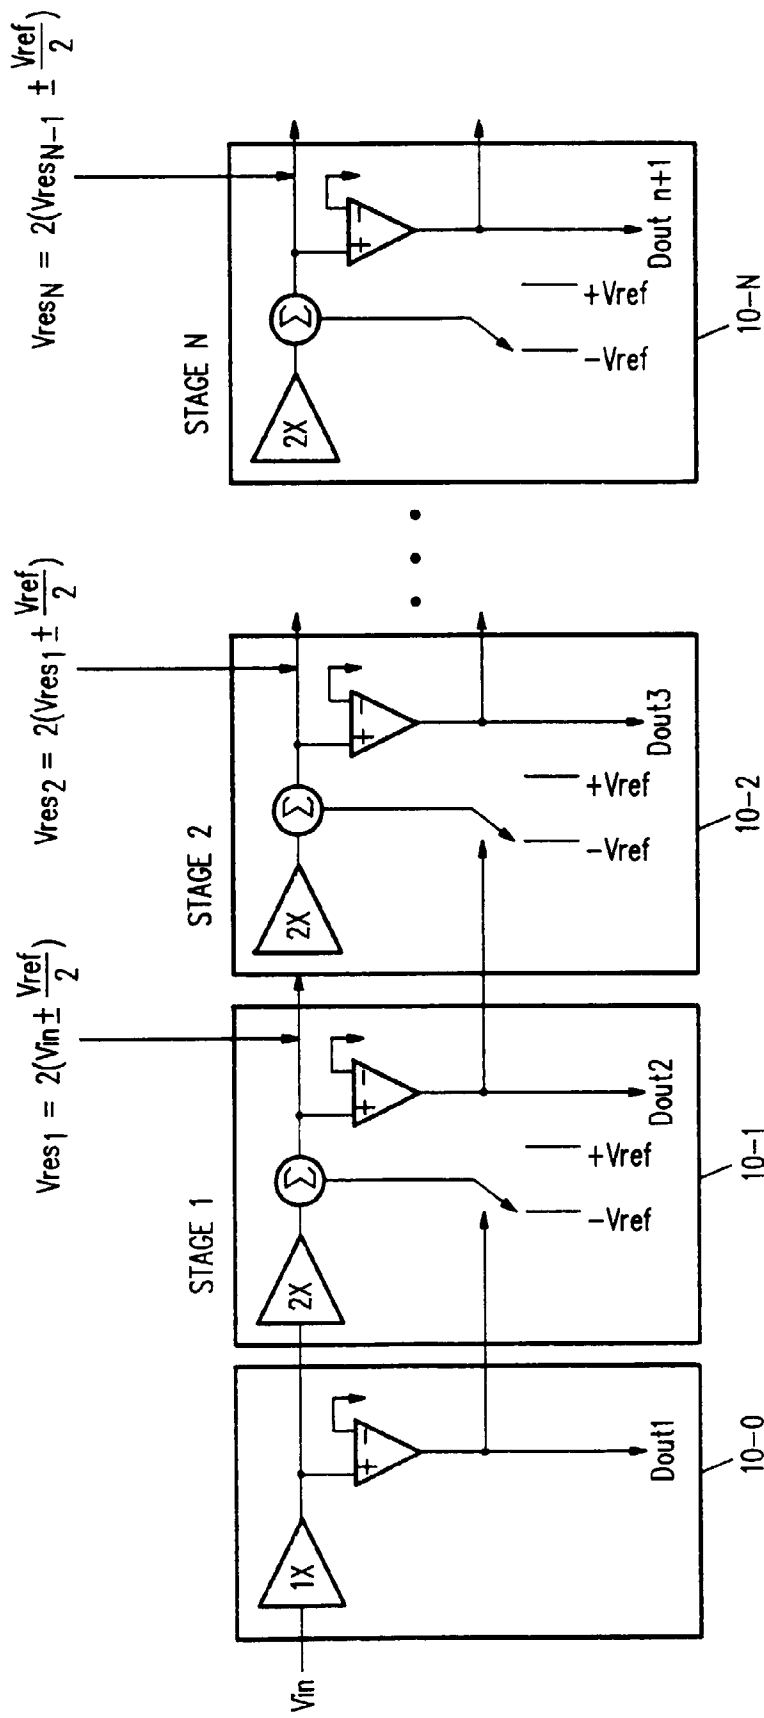 Vin
1X
+ −
Dout1
10-0
STAGE 1
Vres1 = 2(Vin ± Vref/2)
2X
Σ
+ −
Dout2
+Vref
−Vref
10-1
STAGE 2
Vres2 = 2(Vres1 ± Vref/2)
2X
Σ
+ −
Dout3
+Vref
−Vref
10-2
• • •
STAGE N
VresN = 2(VresN−1 ± Vref/2)
2X
Σ
+ −
Dout n+1
+Vref
−Vref
10-N